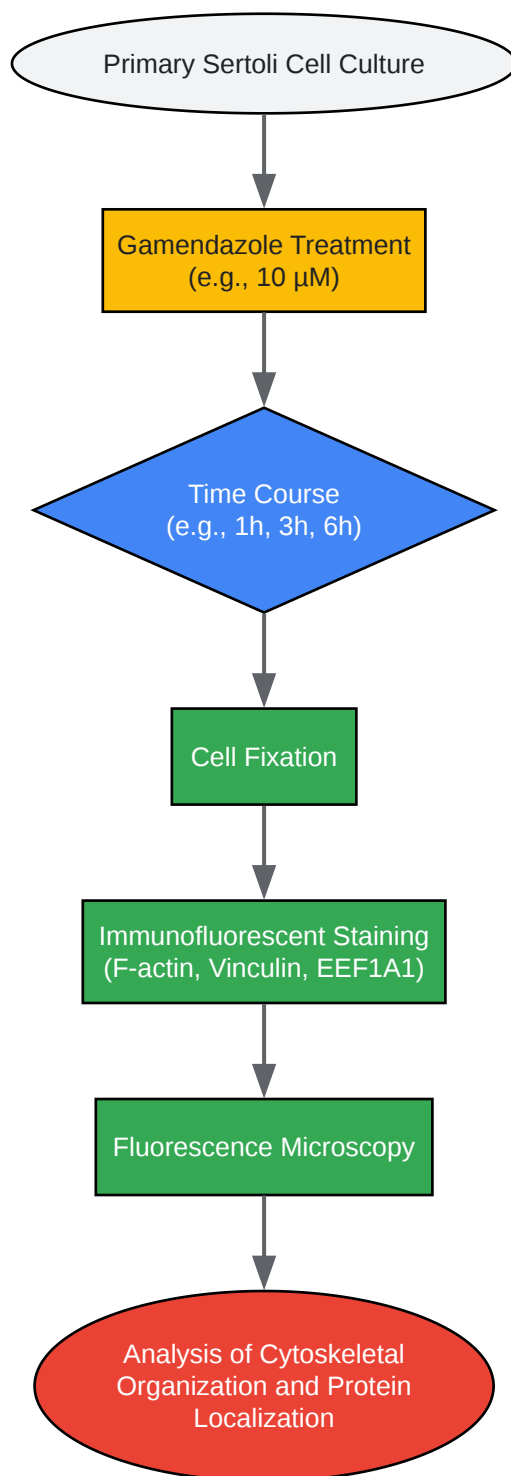 Primary Sertoli Cell Culture
Gamendazole Treatment
(e.g., 10 µM)
Time Course
(e.g., 1h, 3h, 6h)
Cell Fixation
Immunofluorescent Staining
(F-actin, Vinculin, EEF1A1)
Fluorescence Microscopy
Analysis of Cytoskeletal
Organization and Protein
Localization